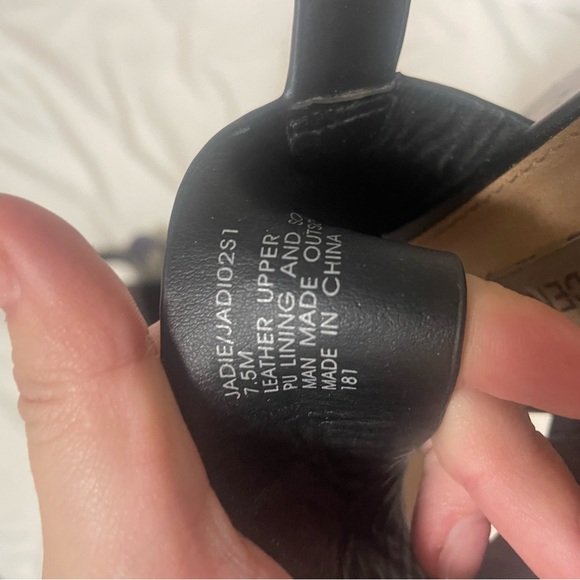 JADIE/JADI02S1
7.5M
LEATHER UPPER
PU LINING AND
MAN MADE
MADE IN CHINA
181